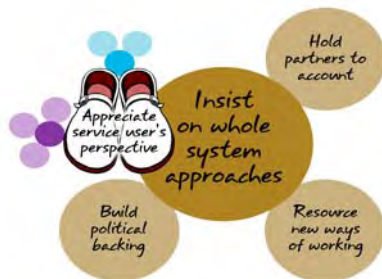 Hold
partners to
account
Appreciate
service user's
perspective
Insist
on whole
system
approaches
Build
political
backing
Resource
new ways
of working